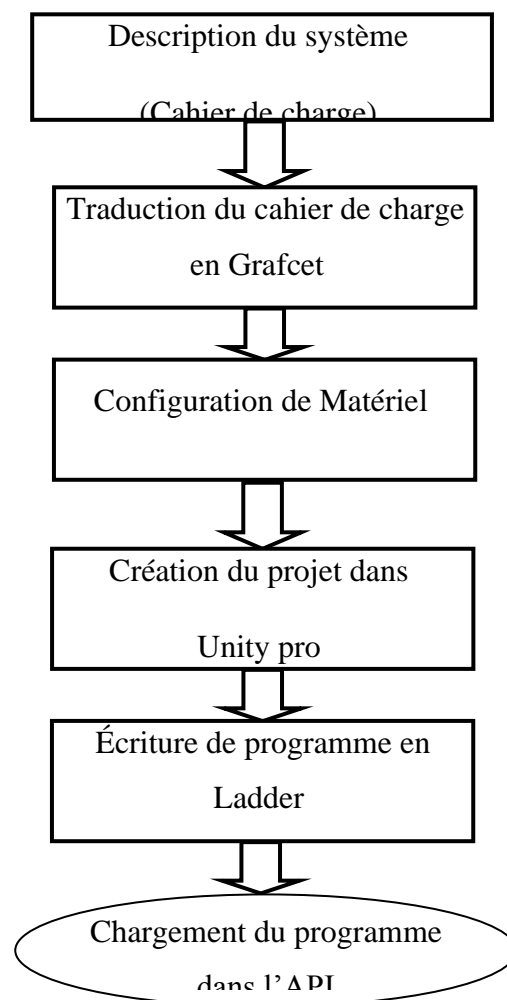 Description du système
(Cahier de charge)
Traduction du cahier de charge
en Grafcet
Configuration de Matériel
Création du projet dans
Unity pro
Écriture de programme en
Ladder
Chargement du programme
dans l’API